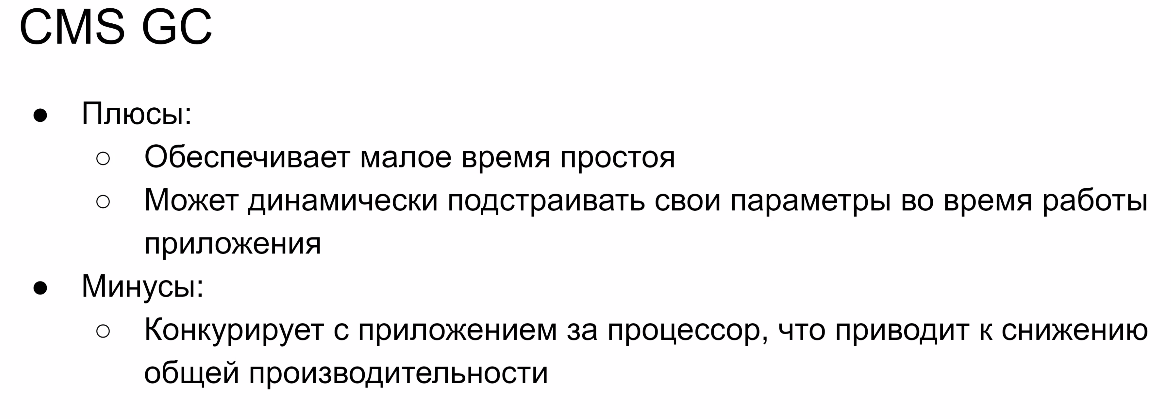 CMS GC
● Плюсы:
○ Обеспечивает малое время простоя
○ Может динамически подстраивать свои параметры во время работы
приложения
● Минусы:
○ Конкурирует с приложением за процессор, что приводит к снижению
общей производительности